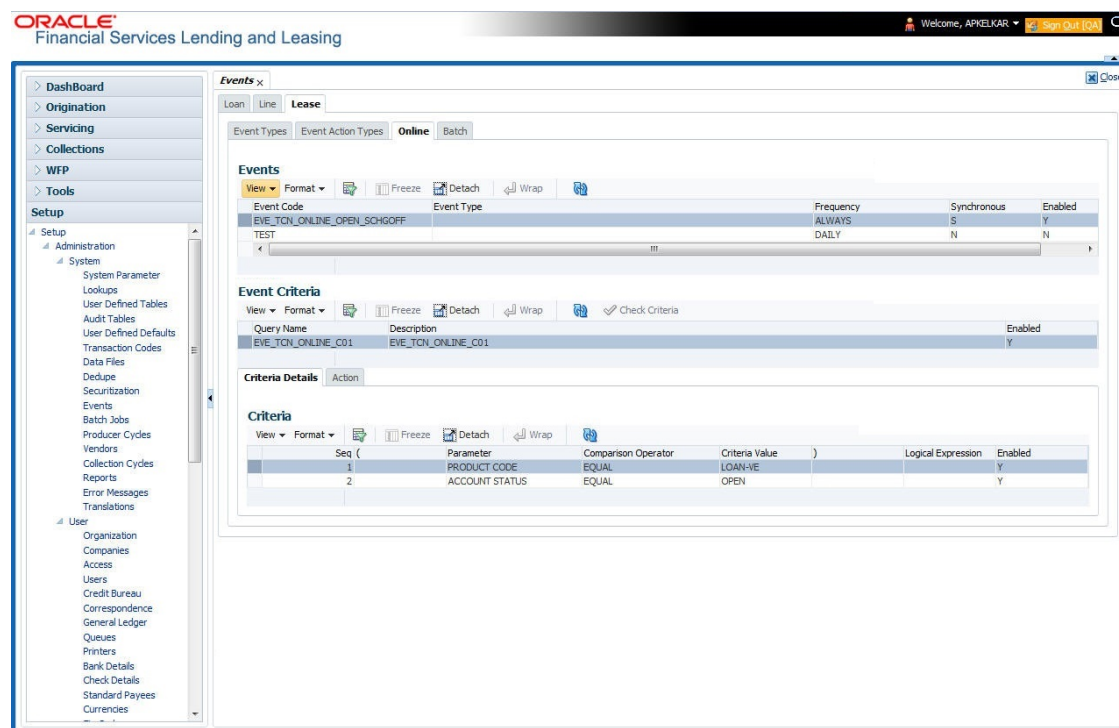 ORACLE
Financial Services Lending and Leasing
Welcome, APKELKAR
Sign Out [QA]
Close
DashBoard
Origination
Servicing
Collections
WFP
Tools
Setup
Setup
Administration
System
System Parameter
Lookups
User Defined Tables
Audit Tables
User Defined Defaults
Transaction Codes
Data Files
Dedupe
Securitization
Events
Batch Jobs
Producer Cycles
Vendors
Collection Cycles
Reports
Error Messages
Translations
User
Organization
Companies
Access
Users
Credit Bureau
Correspondence
General Ledger
Queues
Printers
Bank Details
Check Details
Standard Payees
Currencies
Events
Loan Line Lease
Event Types Event Action Types Online Batch
Events
View Format Freeze Detach Wrap
Event Code Event Type Frequency Synchronous Enabled
EVE_TCN_ONLINE_OPEN_SCHGOFF ALWAYS S Y
TEST DAILY N N
Event Criteria
View Format Freeze Detach Wrap Check Criteria
Query Name Description Enabled
EVE_TCN_ONLINE_C01 EVE_TCN_ONLINE_C01 Y
Criteria Details Action
Criteria
View Format Freeze Detach Wrap
Seq ( Parameter Comparison Operator Criteria Value ) Logical Expression Enabled
1 PRODUCT CODE EQUAL LOAN-VE Y
2 ACCOUNT STATUS EQUAL OPEN Y